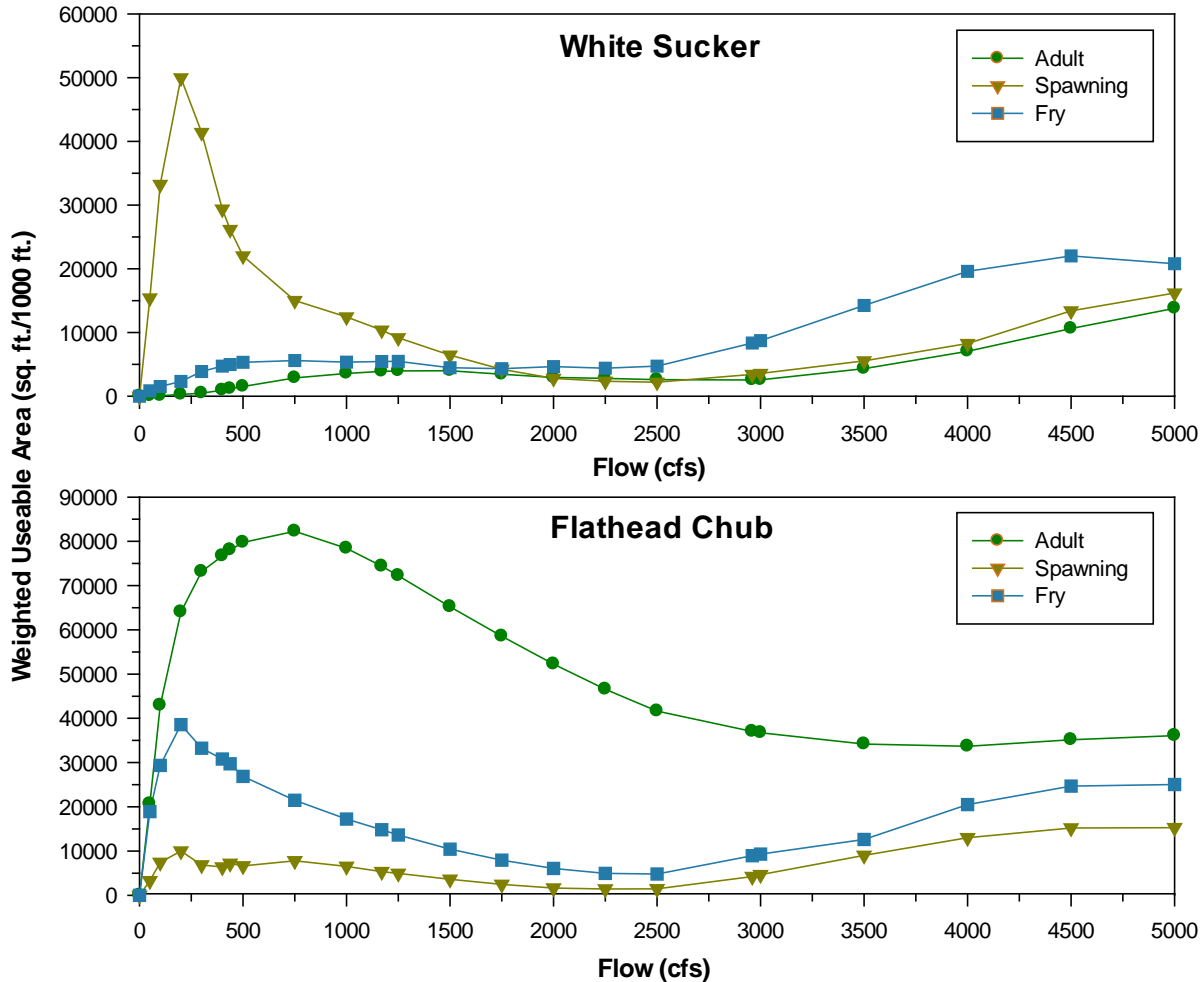 Weighted Useable Area (sq. ft./1000 ft.)
White Sucker
Adult
Spawning
Fry
60000
50000
40000
30000
20000
10000
0
0 500 1000 1500 2000 2500 3000 3500 4000 4500 5000
Flow (cfs)
Flathead Chub
Adult
Spawning
Fry
90000
80000
70000
60000
50000
40000
30000
20000
10000
0
0 500 1000 1500 2000 2500 3000 3500 4000 4500 5000
Flow (cfs)